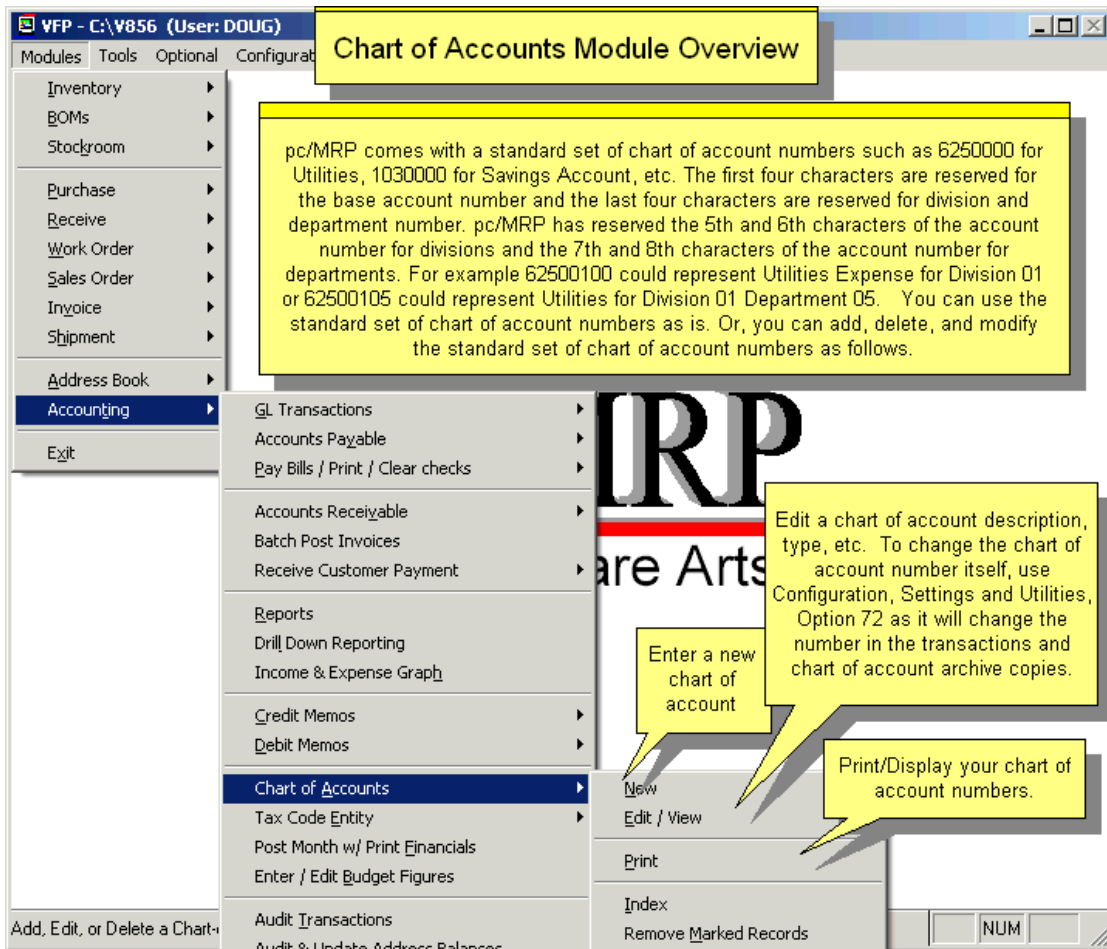 VFP - C:\V856 (User: DOUG)
Chart of Accounts Module Overview
Modules Tools Optional
Inventory
BOMs
Stockroom
Purchase
Receive
Work Order
Sales Order
Invoice
Shipment
Address Book
Accounting
Exit
pc/MRP comes with a standard set of chart of account numbers such as 6250000 for
Utilities, 1030000 for Savings Account, etc. The first four characters are reserved for
the base account number and the last four characters are reserved for division and
department number. pc/MRP has reserved the 5th and 6th characters of the account
number for divisions and the 7th and 8th characters of the account number for
departments. For example 62500100 could represent Utilities Expense for Division 01
or 62500105 could represent Utilities for Division 01 Department 05. You can use the
standard set of chart of account numbers as is. Or, you can add, delete, and modify
the standard set of chart of account numbers as follows.
GL Transactions
Accounts Payable
Pay Bills / Print / Clear checks
Accounts Receivable
Batch Post Invoices
Receive Customer Payment
Reports
Drill Down Reporting
Income & Expense Graph
Credit Memos
Debit Memos
Chart of Accounts
Tax Code Entity
Post Month w/ Print Financials
Enter / Edit Budget Figures
Audit Transactions
Audit & Update Address Balances
MRP
are Arts
Edit a chart of account description,
type, etc. To change the chart of
account number itself, use
Configuration, Settings and Utilities,
Option 72 as it will change the
number in the transactions and
chart of account archive copies.
Enter a new
chart of
account
Print/Display your chart of
account numbers.
New
Edit / View
Print
Index
Remove Marked Records
Add, Edit, or Delete a Chart-
NUM